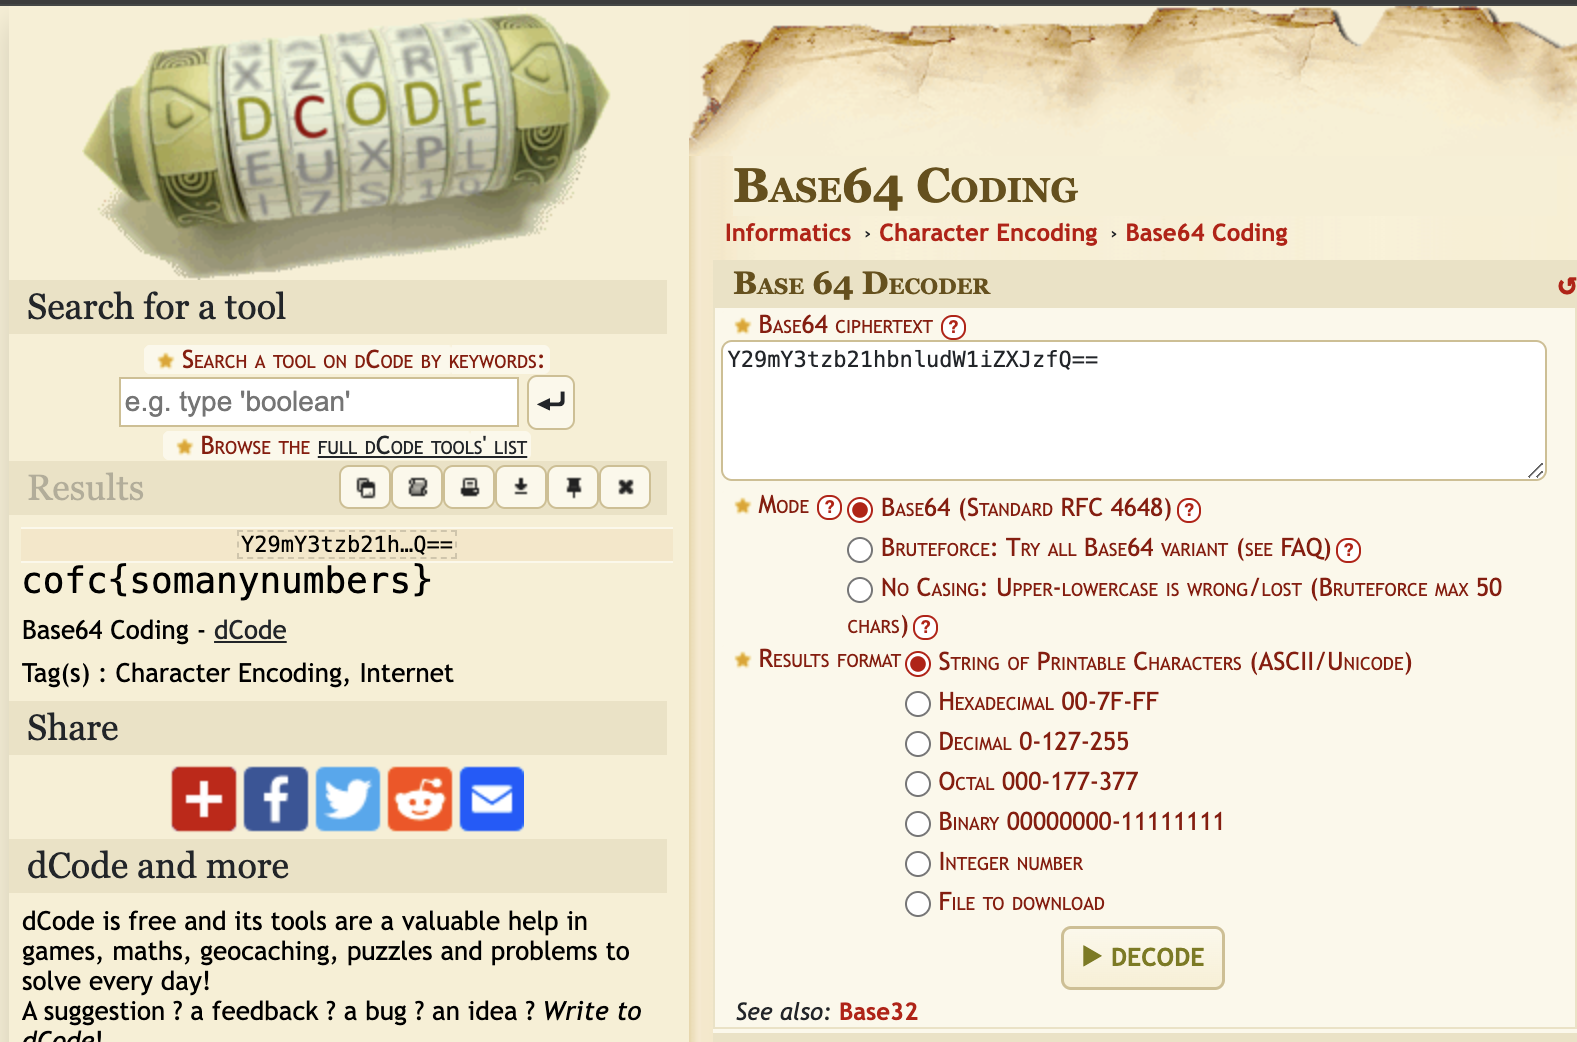 X Z V R T
D C O D E
E U X P L
Search for a tool
Search a tool on dCode by keywords:
e.g. type 'boolean'
Browse the full dCode tools' list
Results
Y29mY3tzb21h…Q==
cofc{somanynumbers}
Base64 Coding - dCode
Tag(s) : Character Encoding, Internet
Share
dCode and more
dCode is free and its tools are a valuable help in
games, maths, geocaching, puzzles and problems to
solve every day!
A suggestion ? a feedback ? a bug ? an idea ? Write to
dCode!
Base64 Coding
Informatics › Character Encoding › Base64 Coding
Base 64 Decoder
Base64 ciphertext ?
Y29mY3tzb21hbnludW1iZXJzfQ==
Mode ? Base64 (Standard RFC 4648) ?
Bruteforce: Try all Base64 variant (see FAQ) ?
No Casing: Upper-lowercase is wrong/lost (Bruteforce max 50
chars) ?
Results format String of Printable Characters (ASCII/Unicode)
Hexadecimal 00-7F-FF
Decimal 0-127-255
Octal 000-177-377
Binary 00000000-11111111
Integer number
File to download
▶ DECODE
See also: Base32